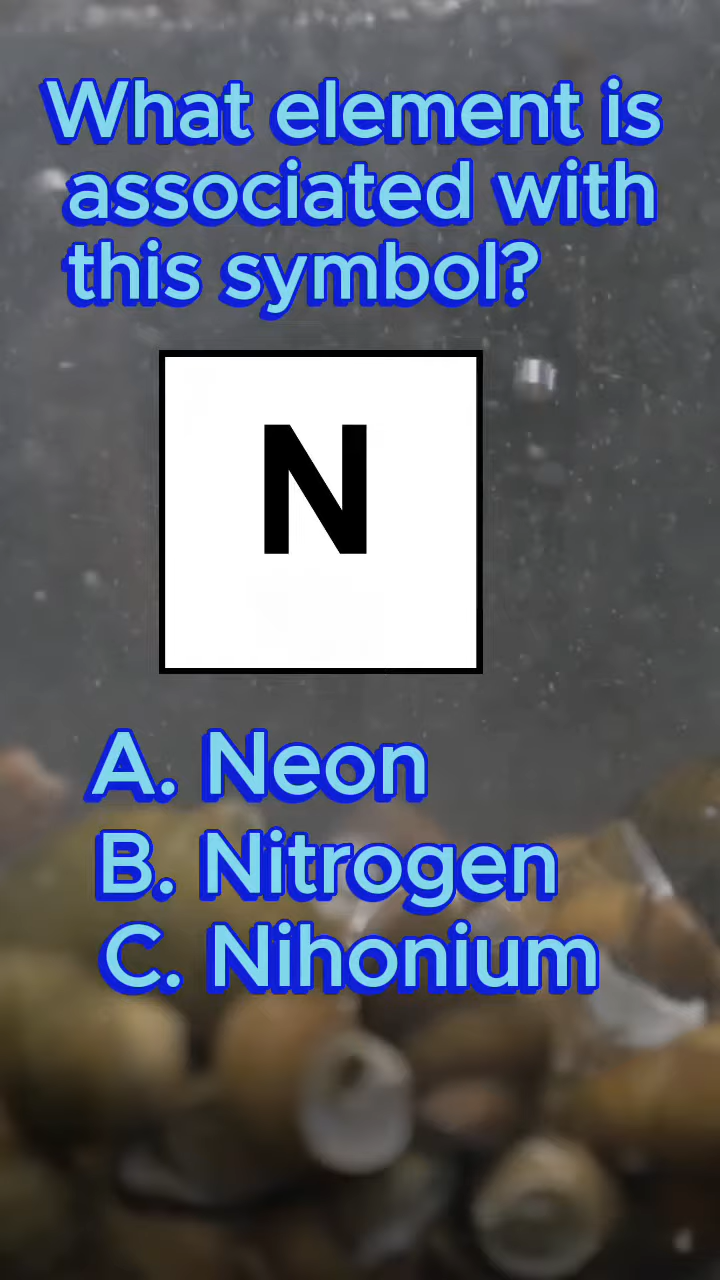 What element is
associated with
this symbol?
N
A. Neon
B. Nitrogen
C. Nihonium